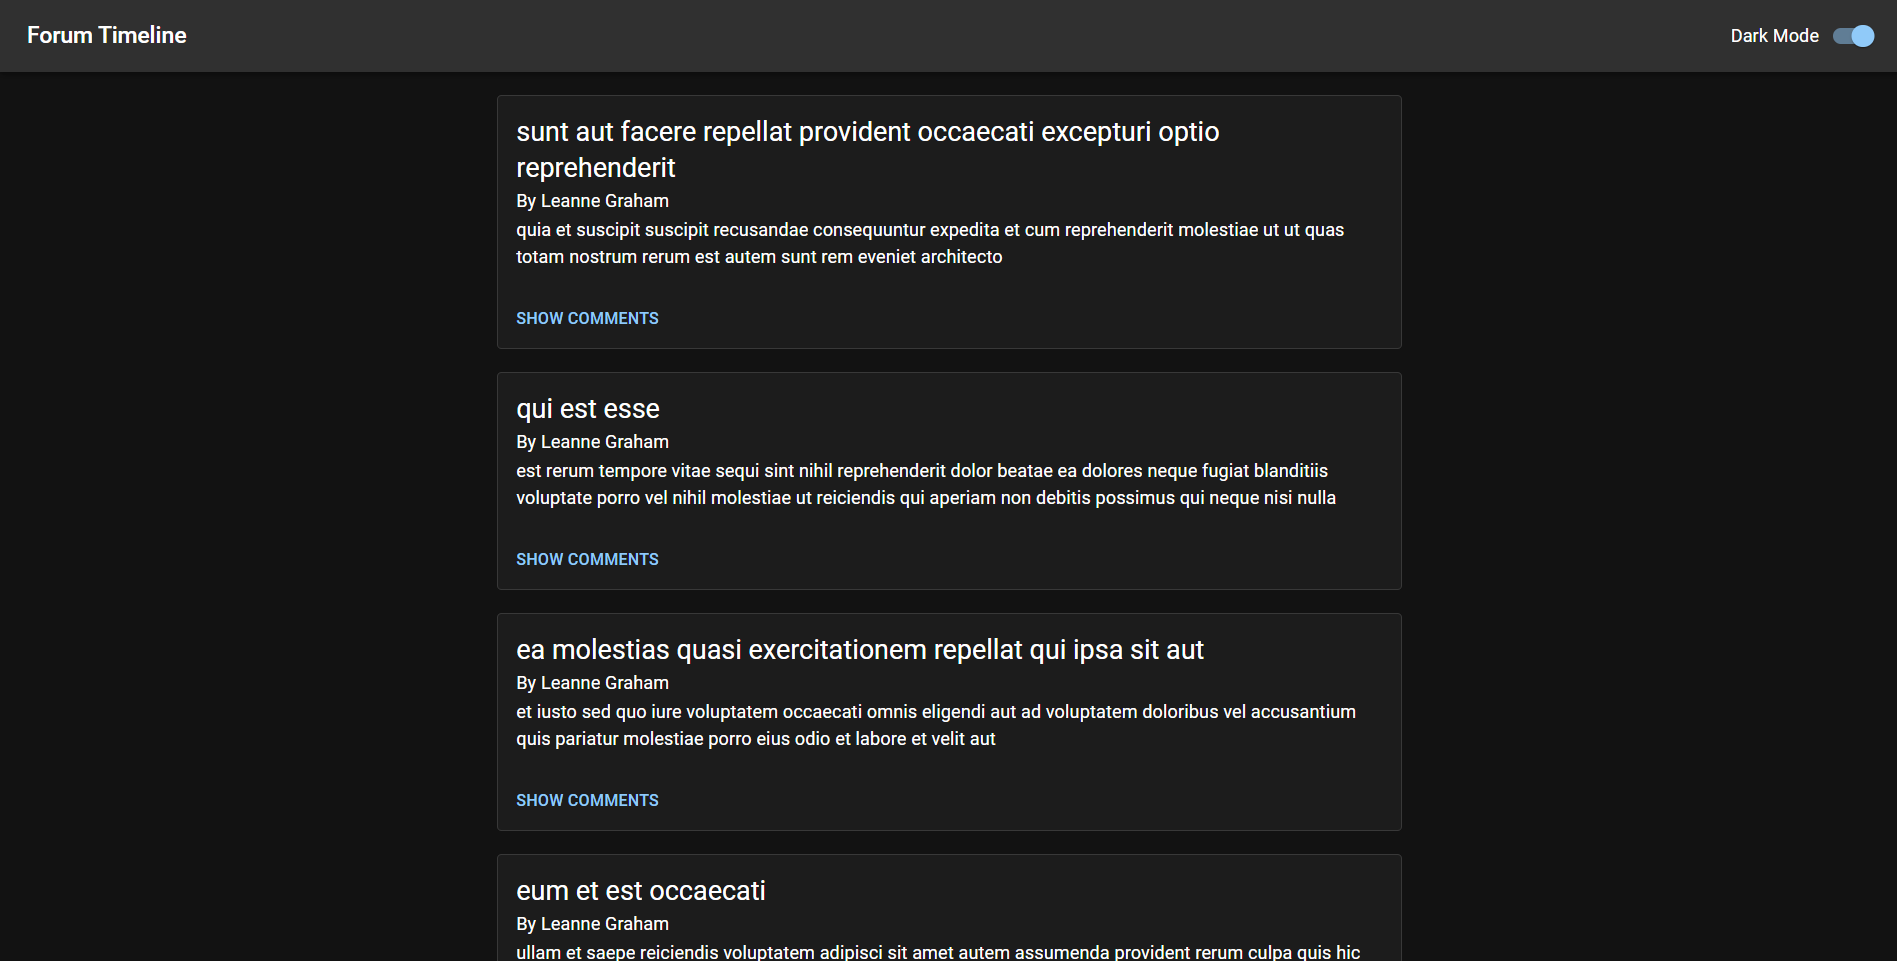 Forum Timeline
Dark Mode
sunt aut facere repellat provident occaecati excepturi optio
reprehenderit
By Leanne Graham
quia et suscipit suscipit recusandae consequuntur expedita et cum reprehenderit molestiae ut ut quas
totam nostrum rerum est autem sunt rem eveniet architecto
SHOW COMMENTS
qui est esse
By Leanne Graham
est rerum tempore vitae sequi sint nihil reprehenderit dolor beatae ea dolores neque fugiat blanditiis
voluptate porro vel nihil molestiae ut reiciendis qui aperiam non debitis possimus qui neque nisi nulla
SHOW COMMENTS
ea molestias quasi exercitationem repellat qui ipsa sit aut
By Leanne Graham
et iusto sed quo iure voluptatem occaecati omnis eligendi aut ad voluptatem doloribus vel accusantium
quis pariatur molestiae porro eius odio et labore et velit aut
SHOW COMMENTS
eum et est occaecati
By Leanne Graham
ullam et saepe reiciendis voluptatem adipisci sit amet autem assumenda provident rerum culpa quis hic